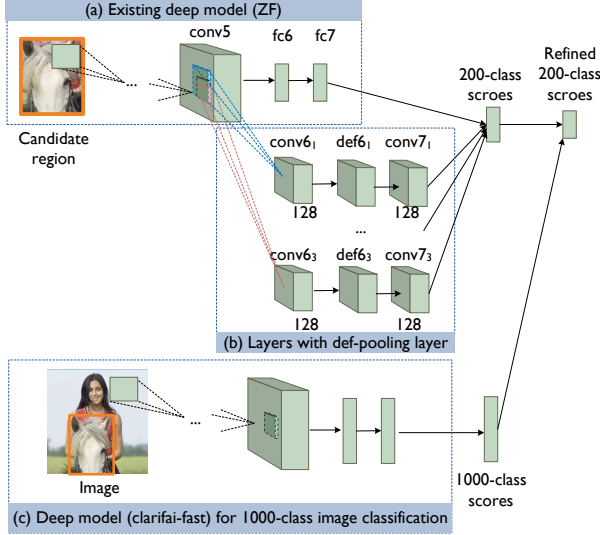 (a) Existing deep model (ZF)
conv5
fc6 fc7
Candidate
region
200-class
scroes
Refined
200-class
scroes
conv6₁ def6₁ conv7₁
128 128
...
...
conv6₃ def6₃ conv7₃
128 128
(b) Layers with def-pooling layer
...
Image
1000-class
scores
(c) Deep model (clarifai-fast) for 1000-class image classification